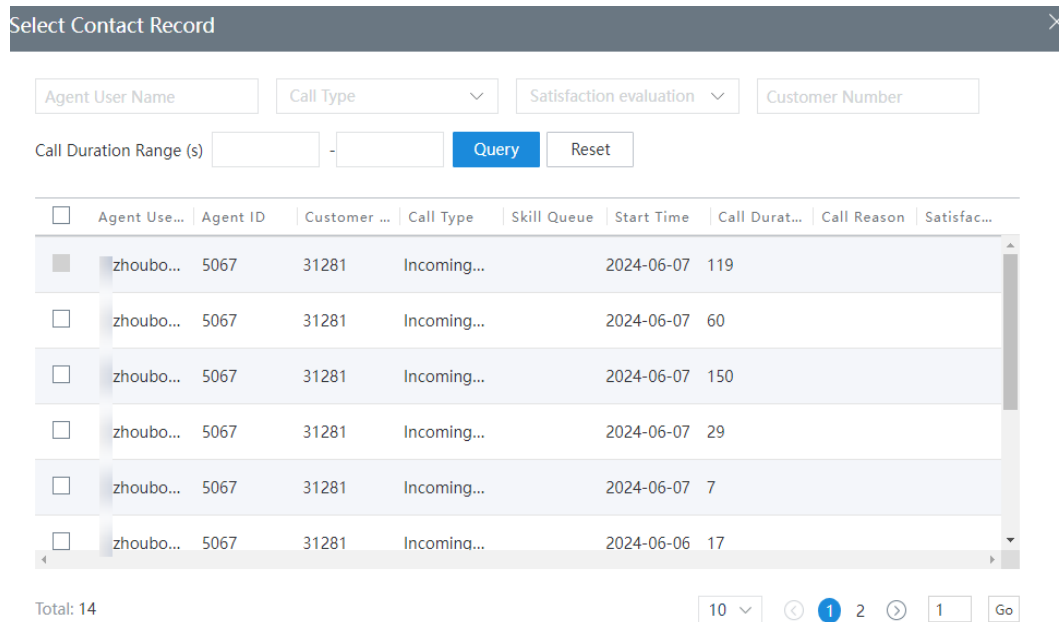 Select Contact Record
Agent User Name Call Type Satisfaction evaluation Customer Number
Call Duration Range (s) - Query Reset
Agent Use... Agent ID Customer ... Call Type Skill Queue Start Time Call Durat... Call Reason Satisfac...
zhoubo... 5067 31281 Incoming... 2024-06-07 119
zhoubo... 5067 31281 Incoming... 2024-06-07 60
zhoubo... 5067 31281 Incoming... 2024-06-07 150
zhoubo... 5067 31281 Incoming... 2024-06-07 29
zhoubo... 5067 31281 Incoming... 2024-06-07 7
zhoubo... 5067 31281 Incoming... 2024-06-06 17
Total: 14 10 1 2 1 Go